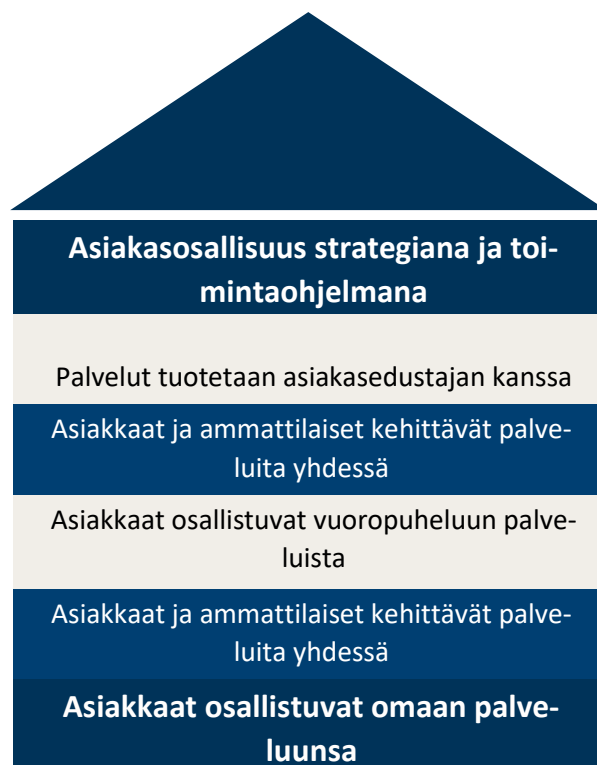 Asiakasosallisuus strategiana ja toi-
mintaohjelmana
Palvelut tuotetaan asiakasedustajan kanssa
Asiakkaat ja ammattilaiset kehittävät palve-
luita yhdessä
Asiakkaat osallistuvat vuoropuheluun palve-
luista
Asiakkaat ja ammattilaiset kehittävät palve-
luita yhdessä
Asiakkaat osallistuvat omaan palve-
luunsa